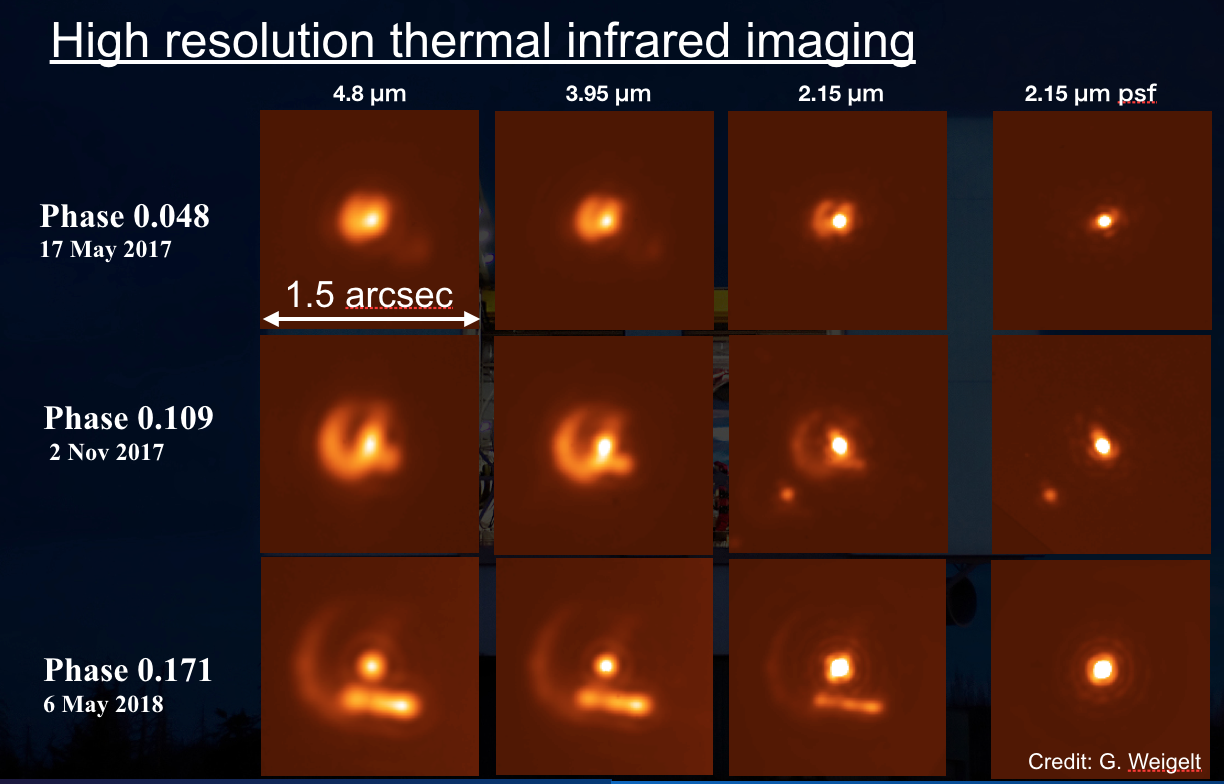 High resolution thermal infrared imaging
4.8 µm 3.95 µm 2.15 µm 2.15 µm psf
Phase 0.048
17 May 2017
1.5 arcsec
Phase 0.109
2 Nov 2017
Phase 0.171
6 May 2018
Credit: G. Weigelt